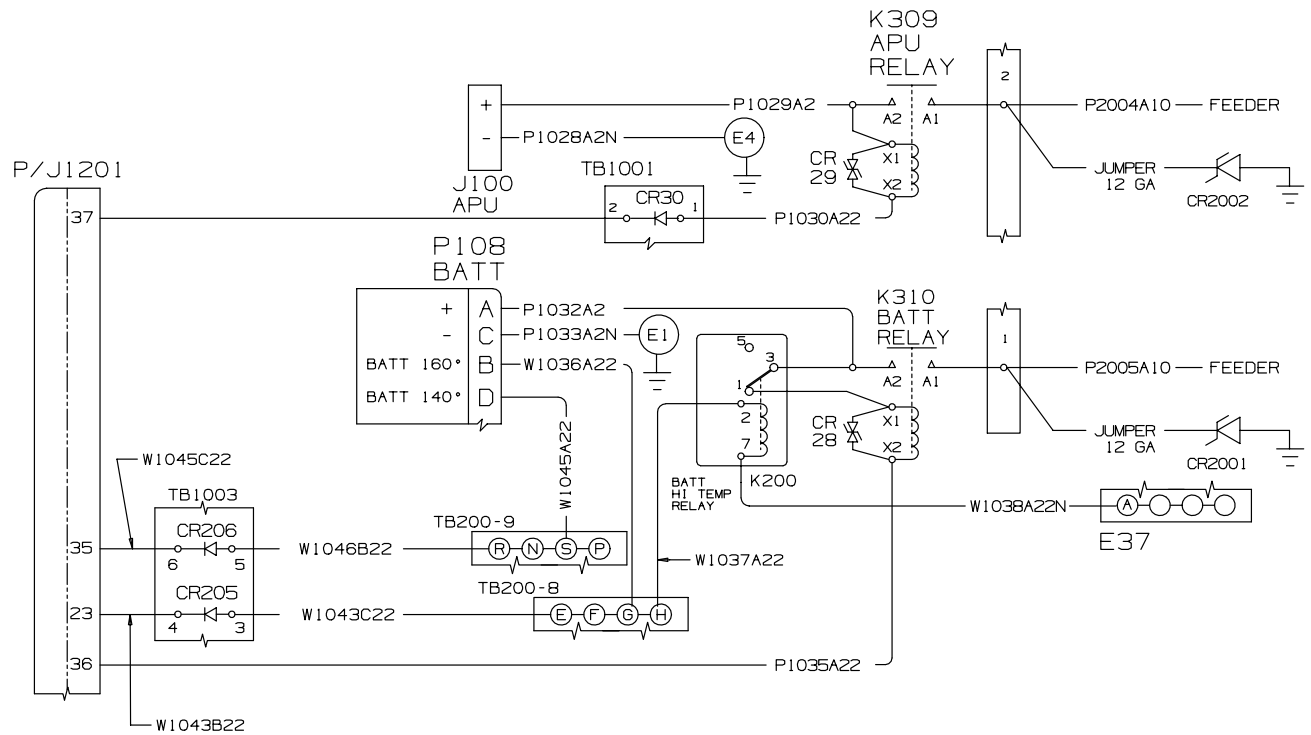 K309
APU
RELAY
2
+
P1029A2
A2
A1
P2004A10
FEEDER
-
P1028A2N
E4
CR
29
X1
X2
P/J1201
J100
APU
TB1001
JUMPER
12 GA
CR2002
37
2
CR30
1
P1030A22
P108
BATT
K310
BATT
RELAY
+
A
P1032A2
-
C
P1033A2N
E1
5
1
BATT 160°
B
W1036A22
3
A2
A1
P2005A10
FEEDER
BATT 140°
D
1
2
7
CR
28
X1
X2
JUMPER
12 GA
CR2001
W1045C22
W1045A22
BATT
HI TEMP
RELAY
K200
TB1003
W1038A22N
A
E37
TB200-9
35
CR206
6
5
W1046B22
R
N
S
P
W1037A22
TB200-8
23
CR205
4
3
W1043C22
E
F
G
H
36
P1035A22
W1043B22